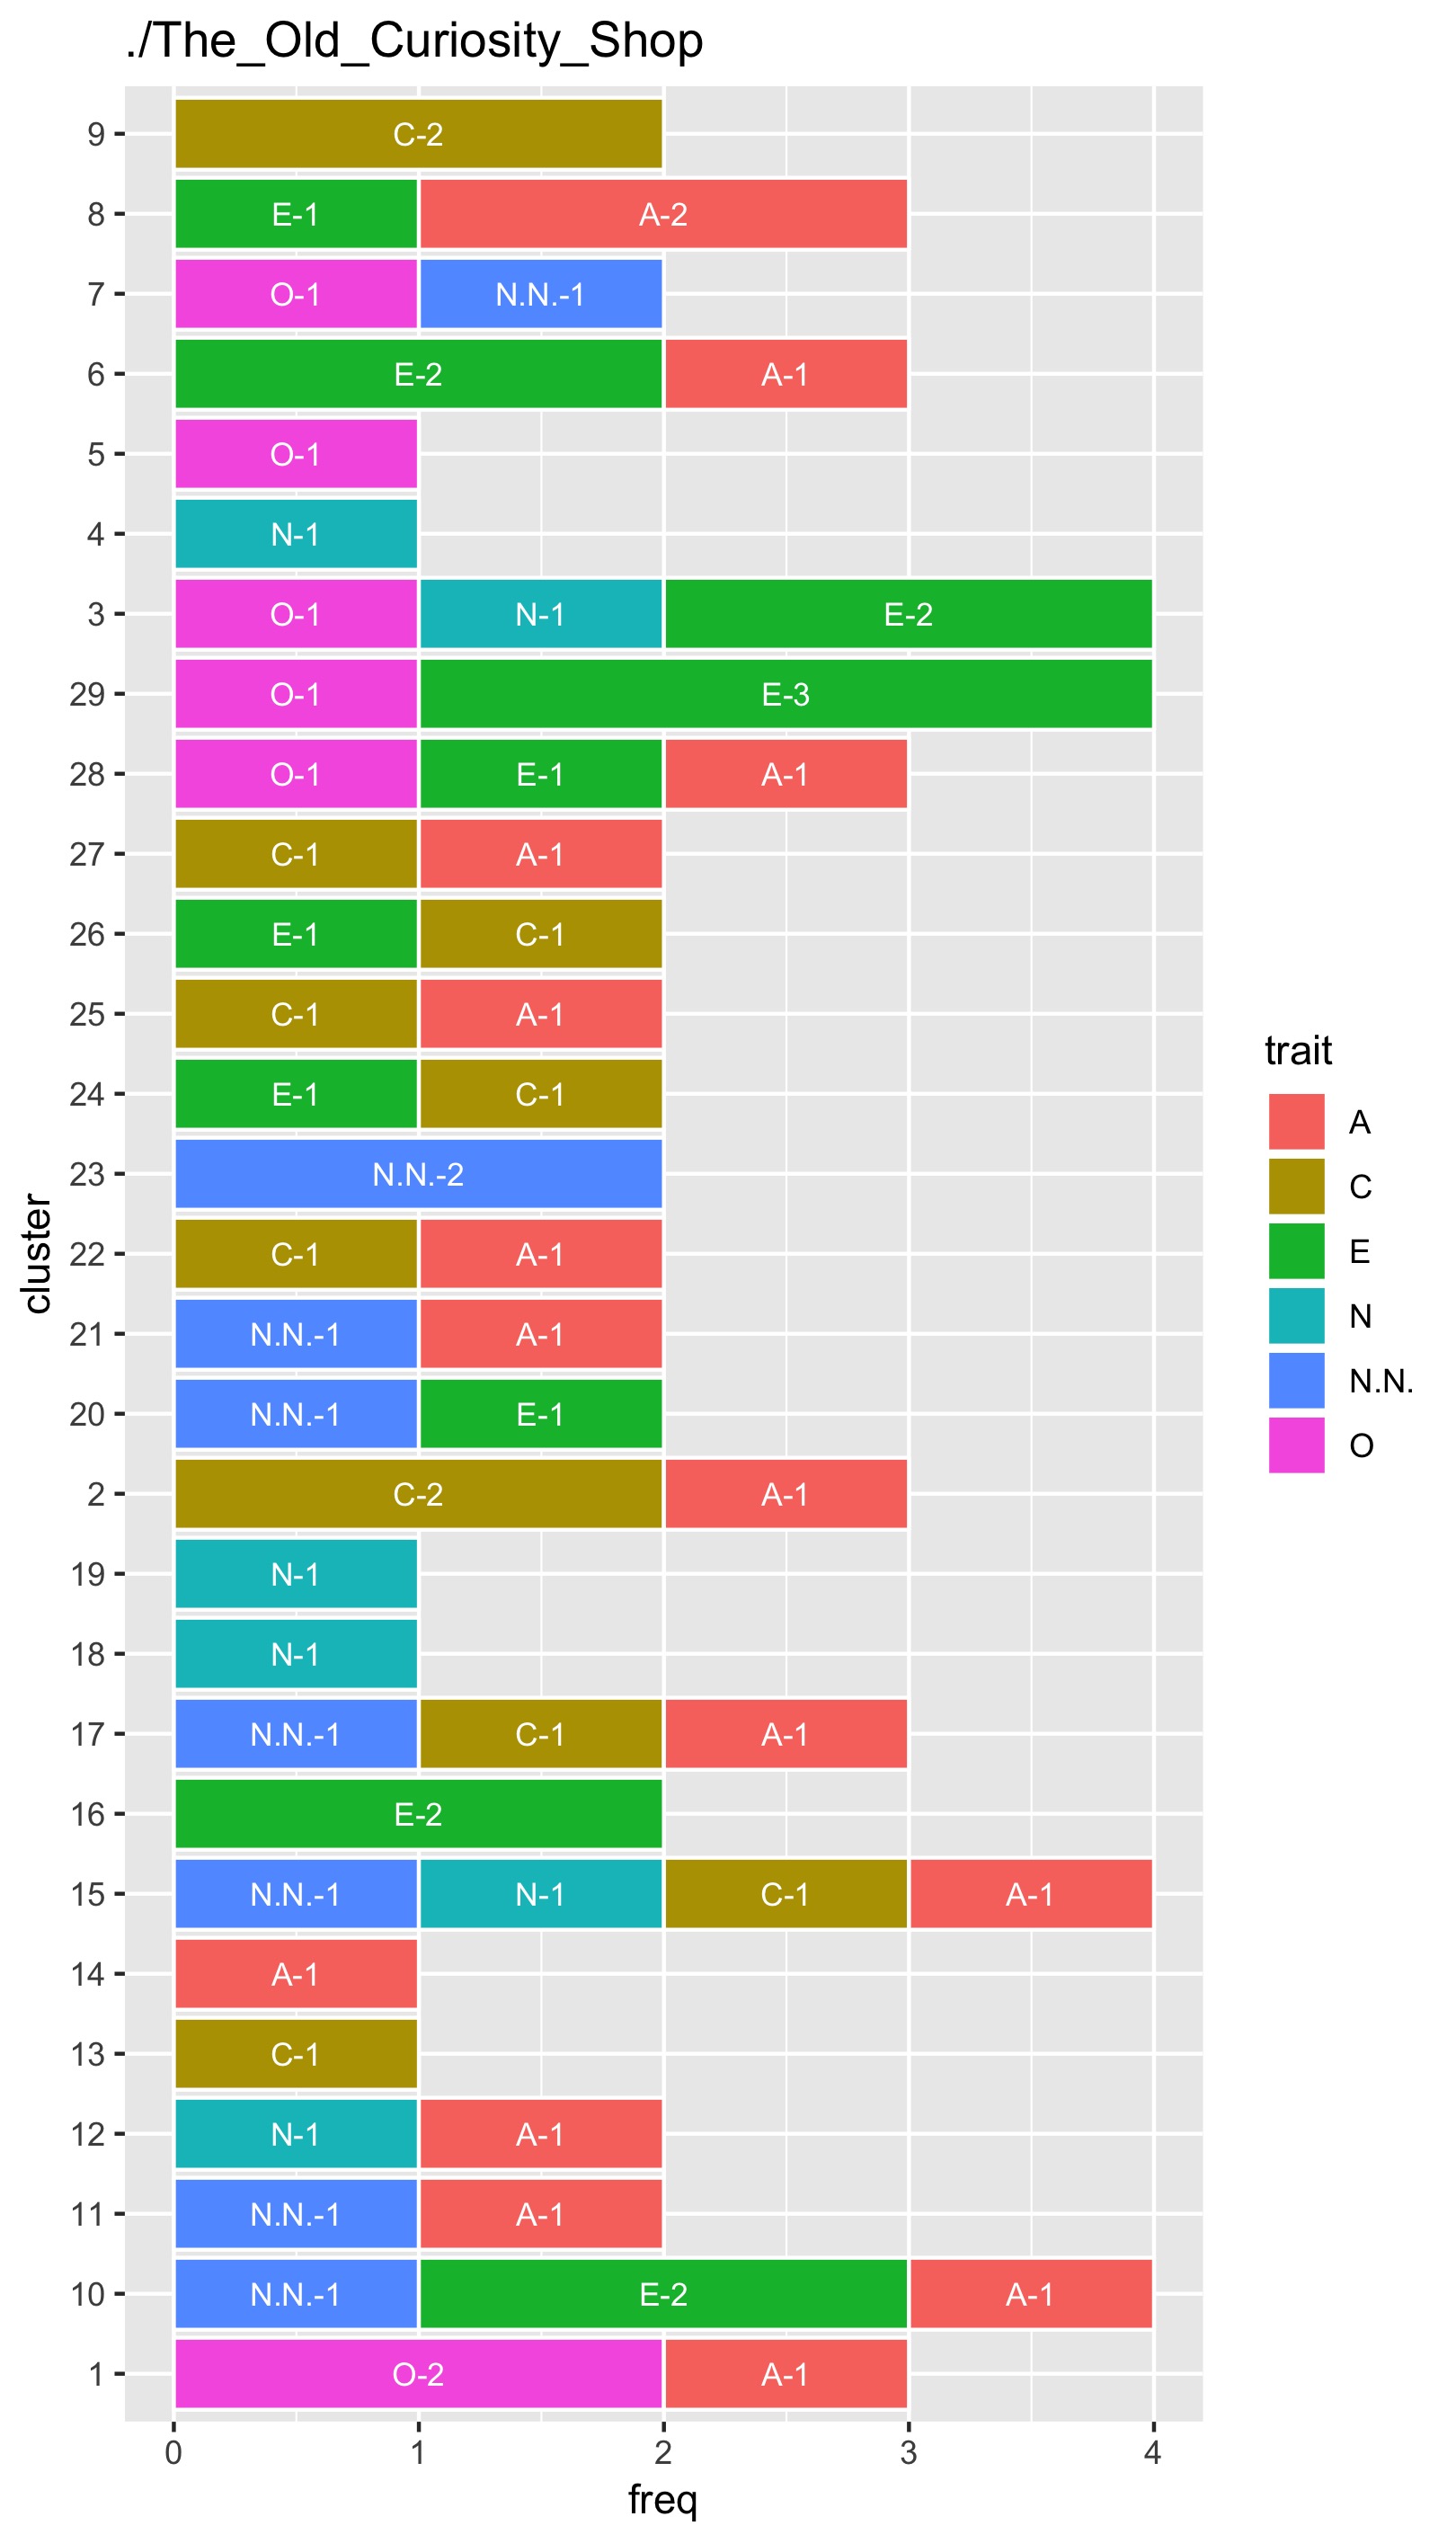 ./The_Old_Curiosity_Shop
9 C-2
8 E-1 A-2
7 O-1 N.N.-1
6 E-2 A-1
5 O-1
4 N-1
3 O-1 N-1 E-2
29 O-1 E-3
28 O-1 E-1 A-1
27 C-1 A-1
26 E-1 C-1
25 C-1 A-1
24 E-1 C-1
23 N.N.-2
22 C-1 A-1
21 N.N.-1 A-1
20 N.N.-1 E-1
2 C-2 A-1
19 N-1
18 N-1
17 N.N.-1 C-1 A-1
16 E-2
15 N.N.-1 N-1 C-1 A-1
14 A-1
13 C-1
12 N-1 A-1
11 N.N.-1 A-1
10 N.N.-1 E-2 A-1
1 O-2 A-1
0 1 2 3 4
freq
cluster
trait
A
C
E
N
N.N.
O